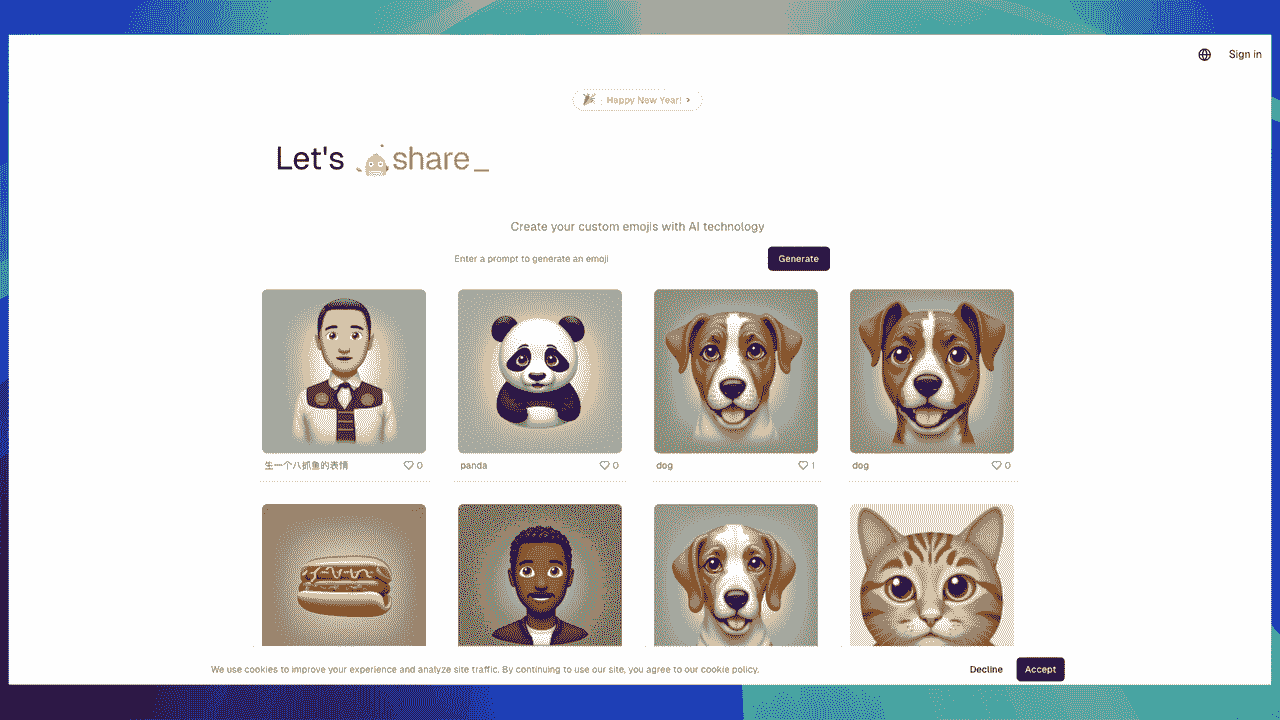 Sign in
Happy New Year! >
Let's share_
Create your custom emojis with AI technology
Enter a prompt to generate an emoji
Generate
生一个八抓鱼的表情 0
panda 0
dog 1
dog 0
We use cookies to improve your experience and analyze site traffic. By continuing to use our site, you agree to our cookie policy.
Decline
Accept